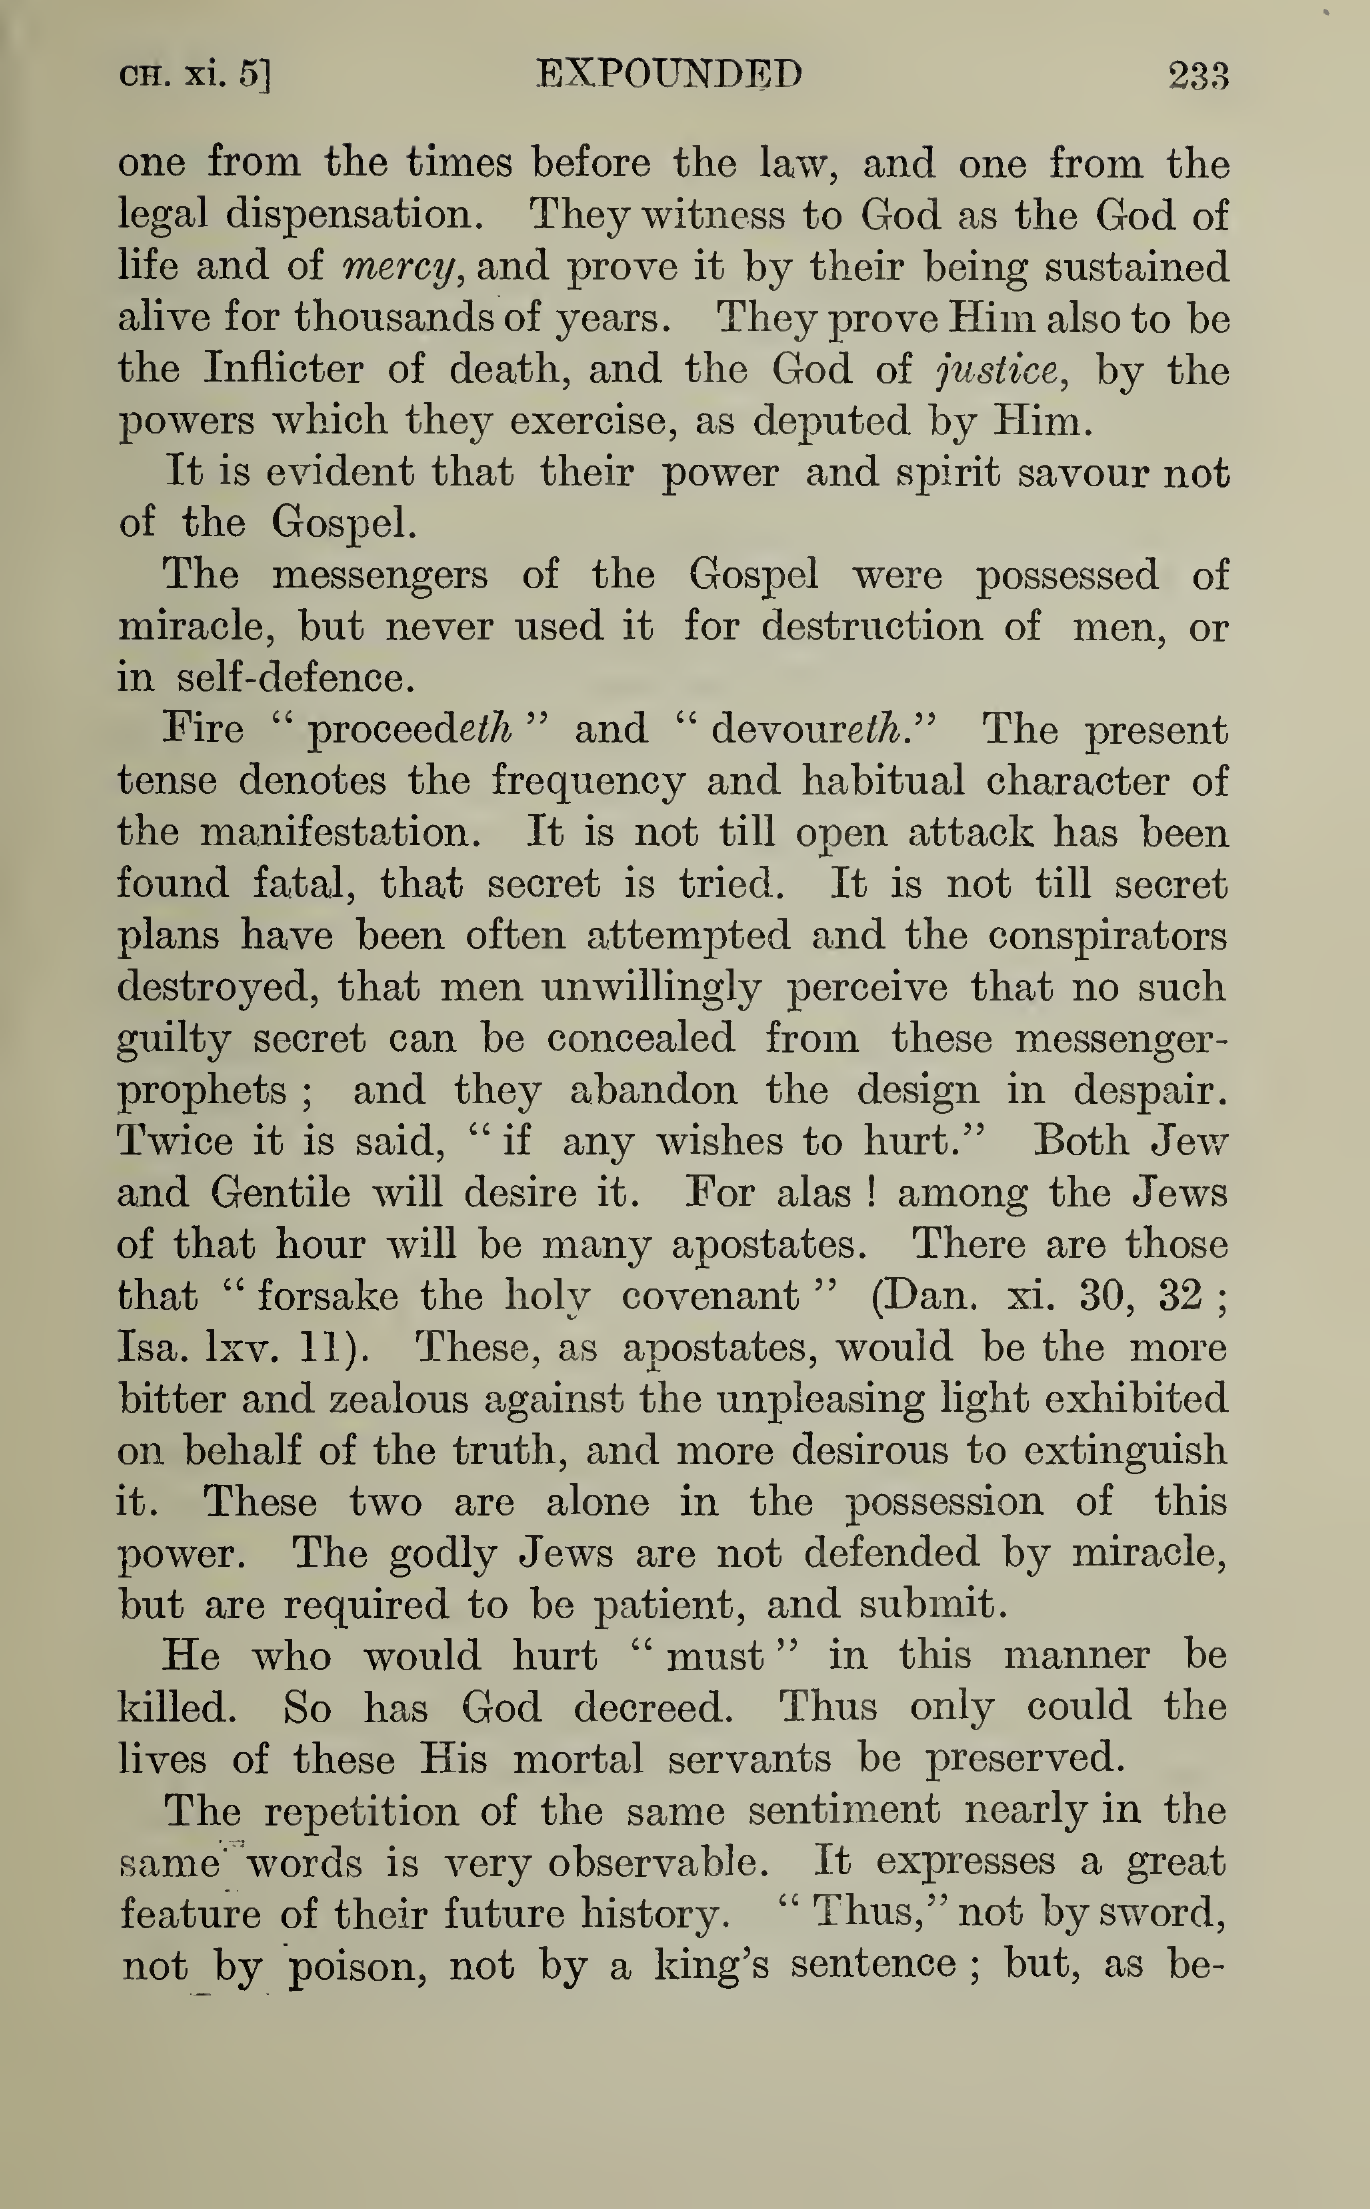 CH. xi. 5] EXPOUNDED 233
one from the times before the law, and one from the
legal dispensation. They witness to God as the God of
life and of mercy, and prove it by their being sustained
alive for thousands of years. They prove Him also to be
the Inflicter of death, and the God of justice, by the
powers which they exercise, as deputed by Him.
It is evident that their power and spirit savour not
of the Gospel.
The messengers of the Gospel were possessed of
miracle, but never used it for destruction of men, or
in self-defence.
Fire “ proceedeth ” and “ devoureth.” The present
tense denotes the frequency and habitual character of
the manifestation. It is not till open attack has been
found fatal, that secret is tried. It is not till secret
plans have been often attempted and the conspirators
destroyed, that men unwillingly perceive that no such
guilty secret can be concealed from these messenger-
prophets ; and they abandon the design in despair.
Twice it is said, “ if any wishes to hurt.” Both Jew
and Gentile will desire it. For alas ! among the Jews
of that hour will be many apostates. There are those
that “ forsake the holy covenant ” (Dan. xi. 30, 32 ;
Isa. lxv. 11). These, as apostates, would be the more
bitter and zealous against the unpleasing light exhibited
on behalf of the truth, and more desirous to extinguish
it. These two are alone in the possession of this
power. The godly Jews are not defended by miracle,
but are required to be patient, and submit.
He who would hurt “ must ” in this manner be
killed. So has God decreed. Thus only could the
lives of these His mortal servants be preserved.
The repetition of the same sentiment nearly in the
same words is very observable. It expresses a great
feature of their future history. “ Thus,” not by sword,
not by poison, not by a king’s sentence ; but, as be-